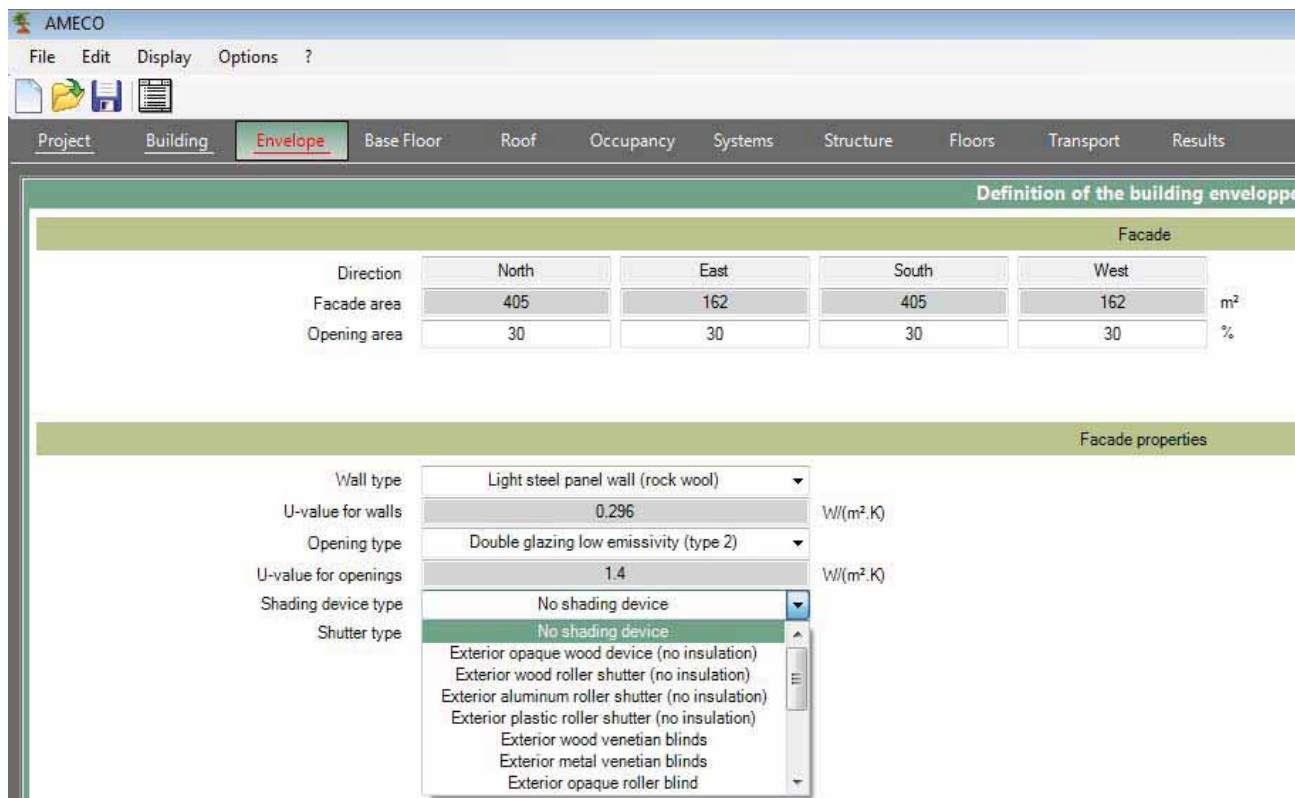 AMECO
File Edit Display Options ?
Project Building Envelope Base Floor Roof Occupancy Systems Structure Floors Transport Results
Definition of the building enveloppe
Facade
Direction North East South West
Facade area 405 162 405 162 m²
Opening area 30 30 30 30 %
Facade properties
Wall type Light steel panel wall (rock wool)
U-value for walls 0.296 W/(m².K)
Opening type Double glazing low emissivity (type 2)
U-value for openings 1.4 W/(m².K)
Shading device type No shading device
Shutter type No shading device
Exterior opaque wood device (no insulation)
Exterior wood roller shutter (no insulation)
Exterior aluminum roller shutter (no insulation)
Exterior plastic roller shutter (no insulation)
Exterior wood venetian blinds
Exterior metal venetian blinds
Exterior opaque roller blind